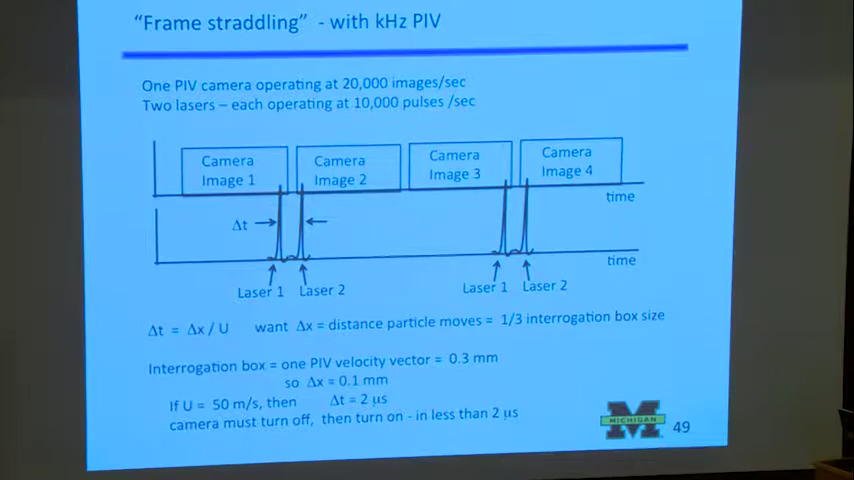 “Frame straddling” - with kHz PIV
One PIV camera operating at 20,000 images/sec
Two lasers – each operating at 10,000 pulses /sec
Camera Image 1
Camera Image 2
Camera Image 3
Camera Image 4
time
Δt
time
Laser 1 Laser 2
Laser 1 Laser 2
Δt = Δx / U want Δx = distance particle moves = 1/3 interrogation box size
Interrogation box = one PIV velocity vector = 0.3 mm
so Δx = 0.1 mm
If U = 50 m/s, then Δt = 2 μs
camera must turn off, then turn on - in less than 2 μs
M
MICHIGAN
49